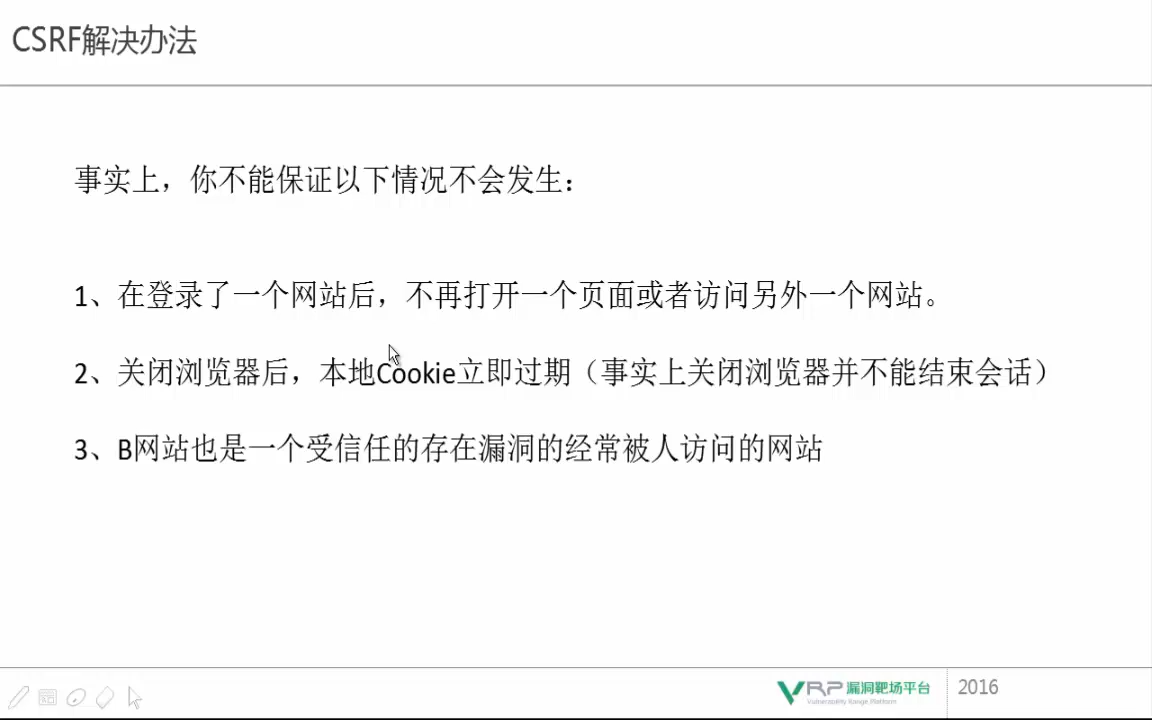 CSRF解决办法
事实上，你不能保证以下情况不会发生：
1、在登录了一个网站后，不再打开一个页面或者访问另外一个网站。
2、关闭浏览器后，本地Cookie立即过期（事实上关闭浏览器并不能结束会话）
3、B网站也是一个受信任的存在漏洞的经常被人访问的网站
VRP 漏洞靶场平台 2016
Vulnerability Range Platform